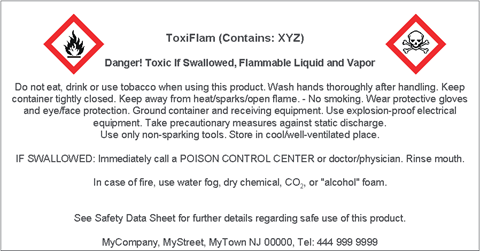 ToxiFlam (Contains: XYZ)
Danger! Toxic If Swallowed, Flammable Liquid and Vapor
Do not eat, drink or use tobacco when using this product. Wash hands thoroughly after handling. Keep
container tightly closed. Keep away from heat/sparks/open flame. - No smoking. Wear protective gloves
and eye/face protection. Ground container and receiving equipment. Use explosion-proof electrical
equipment. Take precautionary measures against static discharge.
Use only non-sparking tools. Store in cool/well-ventilated place.
IF SWALLOWED: Immediately call a POISON CONTROL CENTER or doctor/physician. Rinse mouth.
In case of fire, use water fog, dry chemical, CO₂, or "alcohol" foam.
See Safety Data Sheet for further details regarding safe use of this product.
MyCompany, MyStreet, MyTown NJ 00000, Tel: 444 999 9999